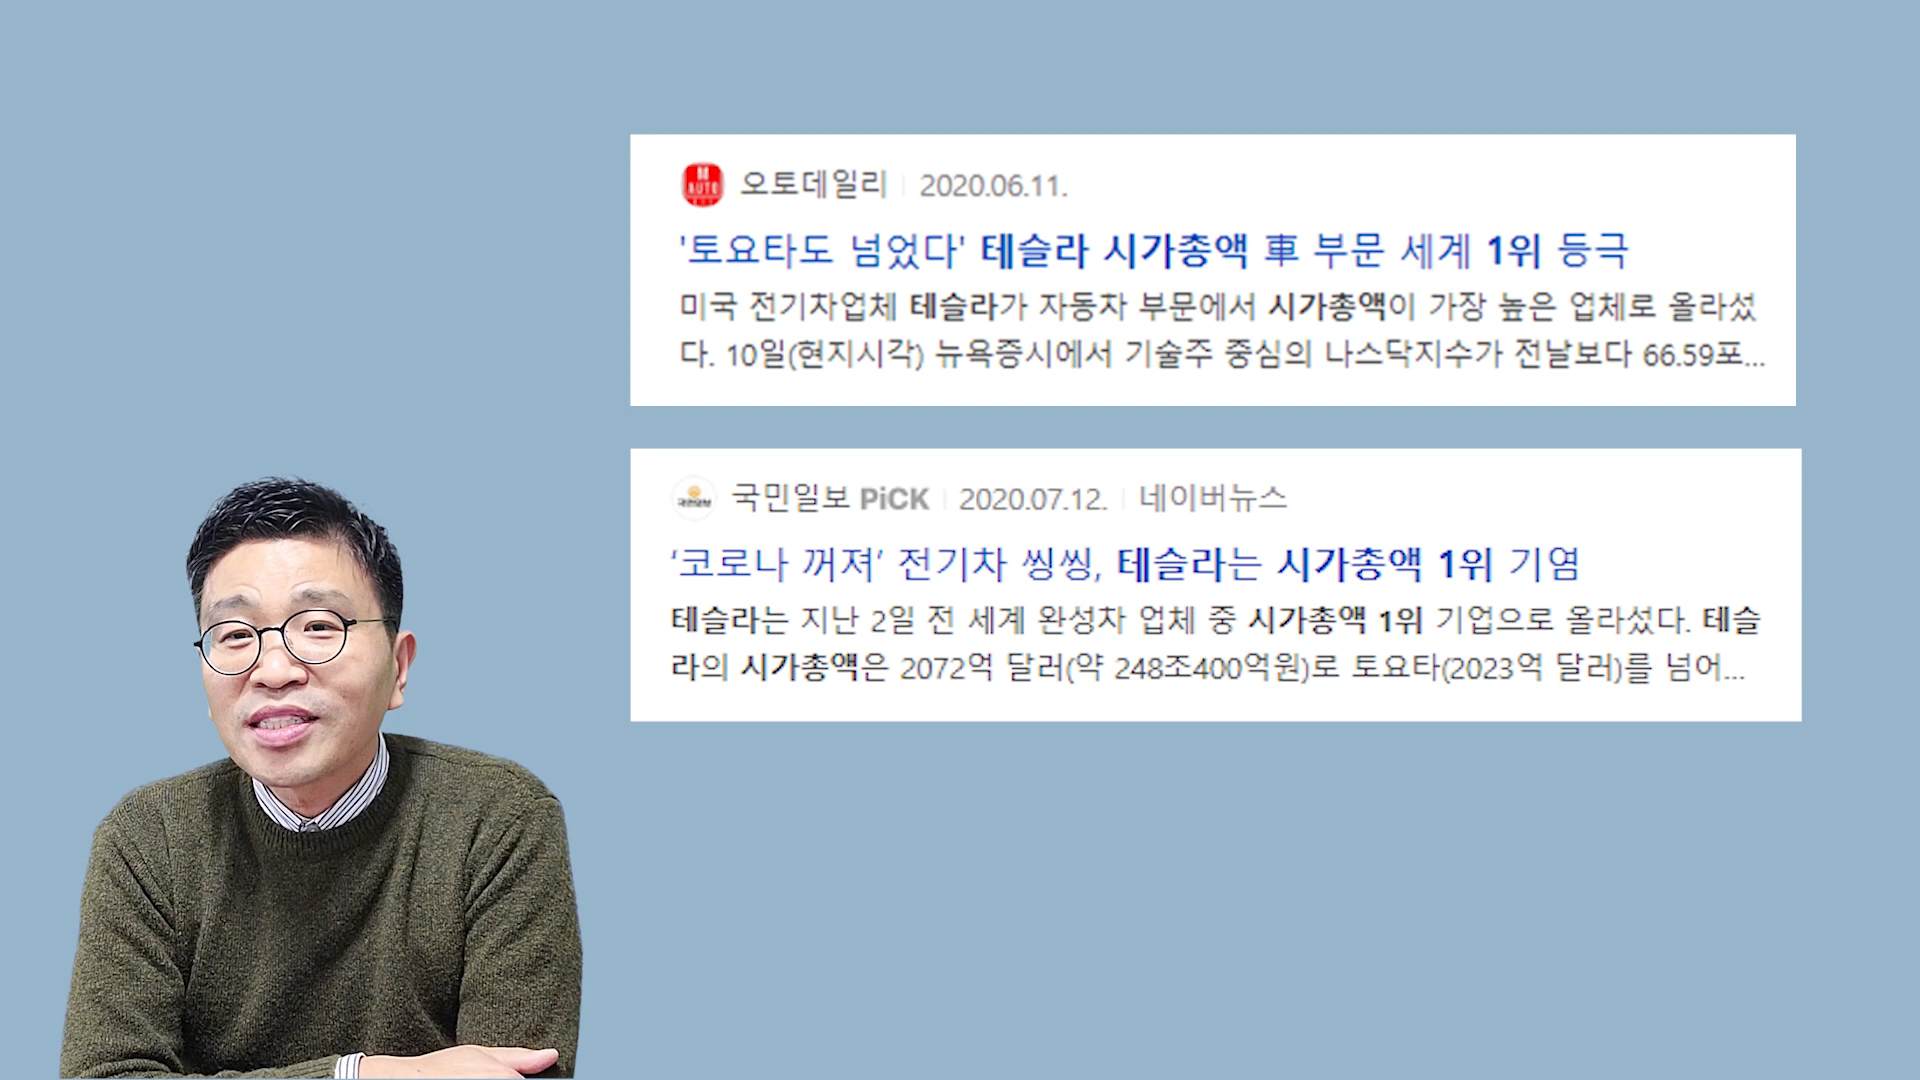 AUTO
오토데일리 2020.06.11.
'토요타도 넘었다' 테슬라 시가총액 車 부문 세계 1위 등극
미국 전기차업체 테슬라가 자동차 부문에서 시가총액이 가장 높은 업체로 올라섰
다. 10일(현지시각) 뉴욕증시에서 기술주 중심의 나스닥지수가 전날보다 66.59포...
국민일보 PiCK 2020.07.12. 네이버뉴스
‘코로나 꺼져’ 전기차 씽씽, 테슬라는 시가총액 1위 기염
테슬라는 지난 2일 전 세계 완성차 업체 중 시가총액 1위 기업으로 올라섰다. 테슬
라의 시가총액은 2072억 달러(약 248조400억원)로 토요타(2023억 달러)를 넘어...